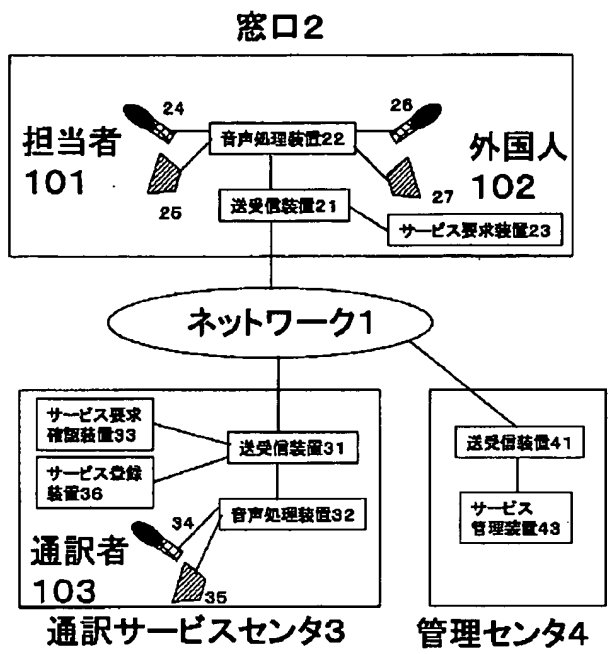 窓口2
24
26
担当者
101
音声処理装置22
外国人
102
25
27
送受信装置21
サービス要求装置23
ネットワーク1
サービス要求
確認装置33
送受信装置31
サービス登録
装置36
音声処理装置32
34
通訳者
103
35
送受信装置41
サービス
管理装置43
通訳サービスセンタ3
管理センタ4